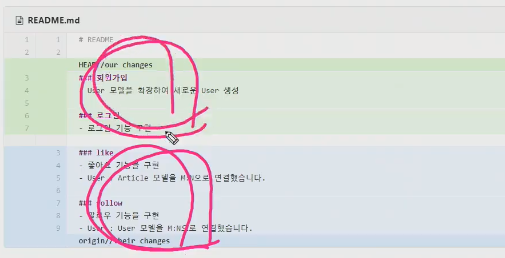 README.md
1 1 # README
2 2
HEAD//our changes
3 ### 회원가입
4 User 모델을 확장하여 새로운 User 생성
5
6 ## 로그인
7 - 로그인 기능 구현
3 ### like
4 - 좋아요 기능을 구현
5 - User : Article 모델을 M:N으로 연결했습니다.
6
7 ### follow
8 - 팔로우 기능을 구현
9 - User : User 모델을 M:N으로 연결했습니다.
origin//their changes